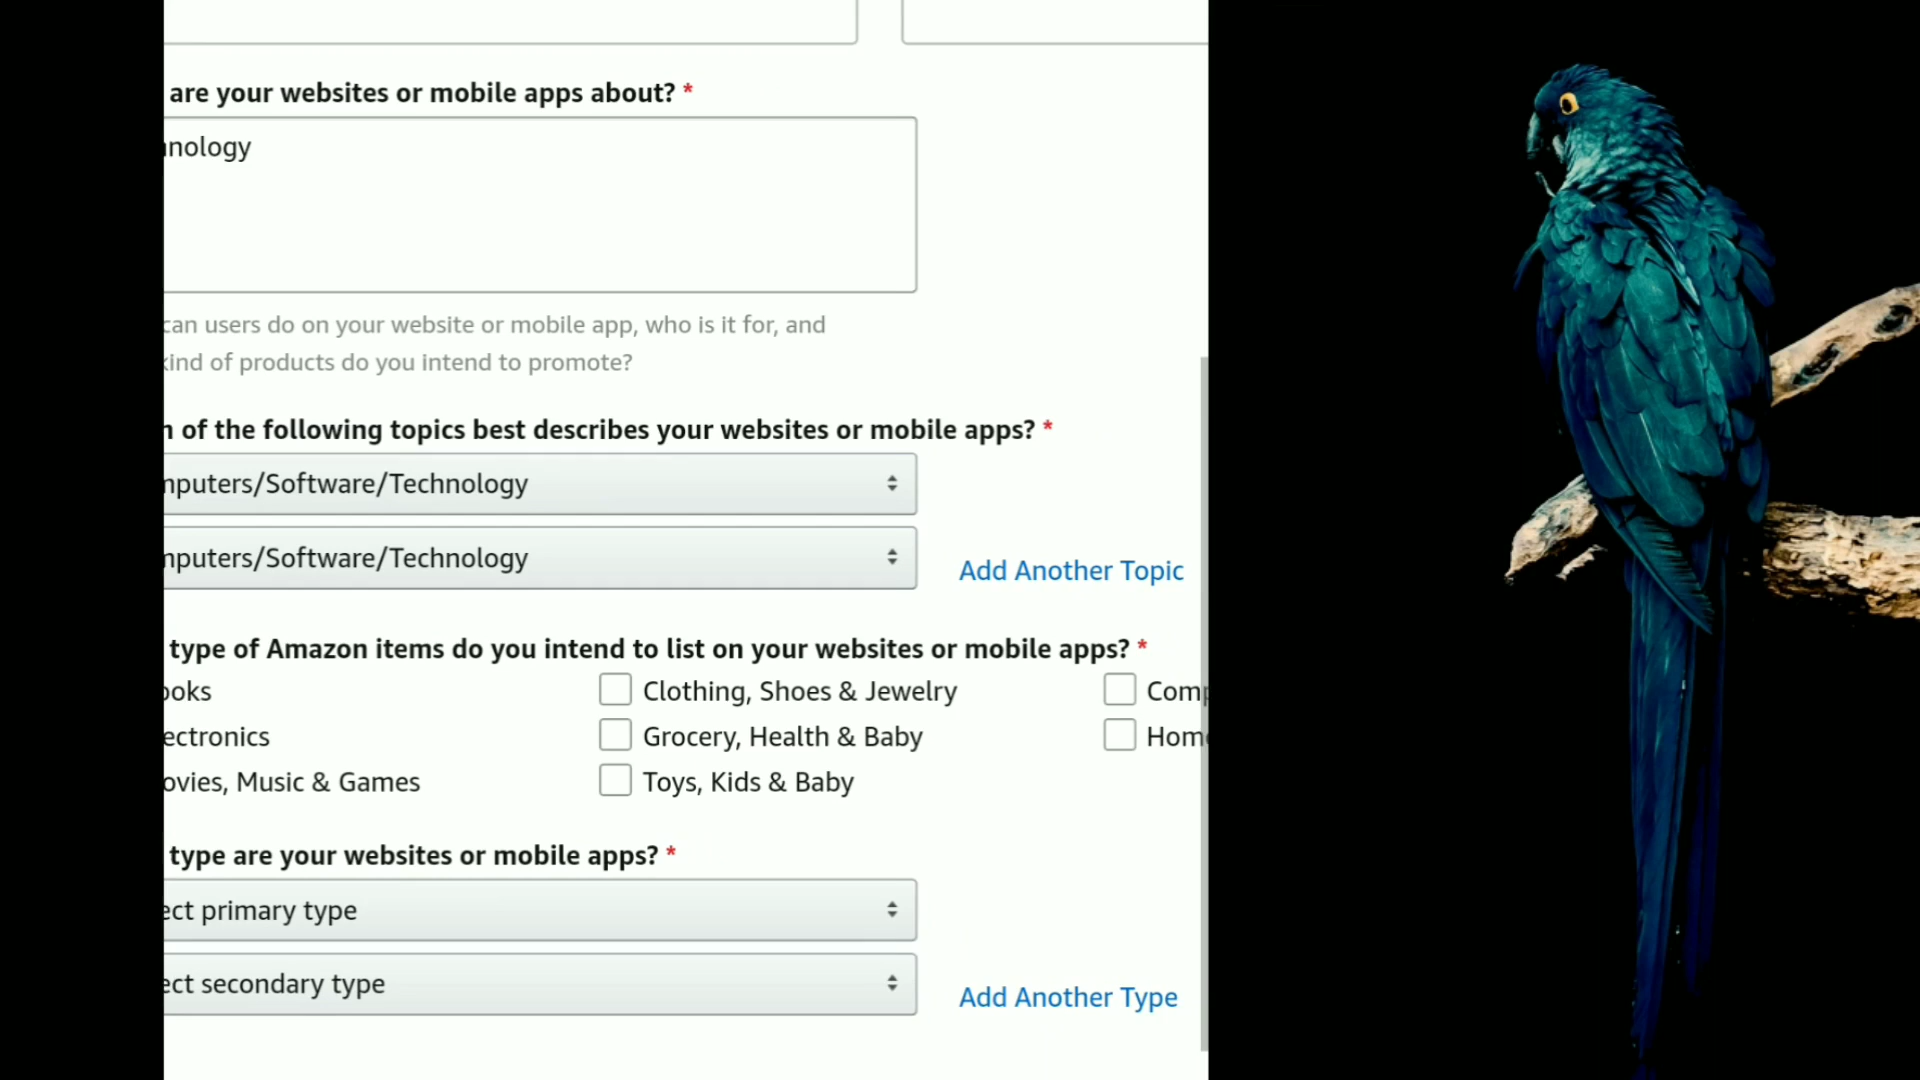 are your websites or mobile apps about? *
nology
can users do on your website or mobile app, who is it for, and
kind of products do you intend to promote?
of the following topics best describes your websites or mobile apps? *
mputers/Software/Technology
mputers/Software/Technology
Add Another Topic
type of Amazon items do you intend to list on your websites or mobile apps? *
ooks Clothing, Shoes & Jewelry Comp
ectronics Grocery, Health & Baby Home
ovies, Music & Games Toys, Kids & Baby
type are your websites or mobile apps? *
ect primary type
ect secondary type
Add Another Type